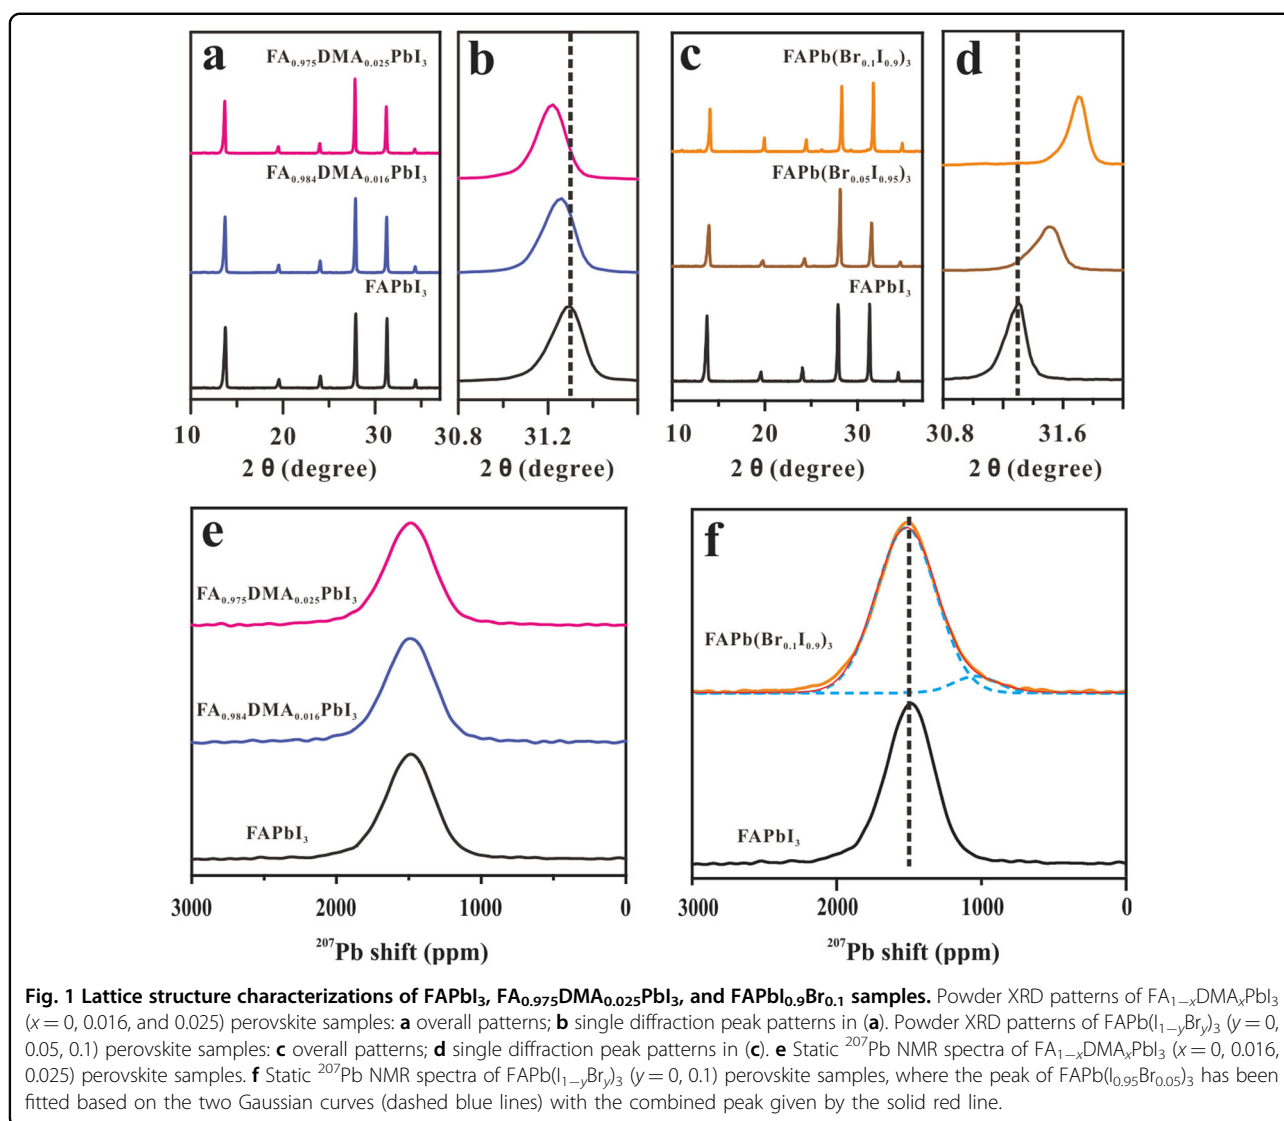 a
FA₀.₉₇₅DMA₀.₀₂₅PbI₃
FA₀.₉₈₄DMA₀.₀₁₆PbI₃
FAPbI₃
10 20 30
2 θ (degree)
b
30.8 31.2
2 θ (degree)
c
FAPb(Br₀.₁I₀.₉)₃
FAPb(Br₀.₀₅I₀.₉₅)₃
FAPbI₃
10 20 30
2 θ (degree)
d
30.8 31.6
2 θ (degree)
e
FA₀.₉₇₅DMA₀.₀₂₅PbI₃
FA₀.₉₈₄DMA₀.₀₁₆PbI₃
FAPbI₃
3000 2000 1000 0
²⁰⁷Pb shift (ppm)
f
FAPb(Br₀.₁I₀.₉)₃
FAPbI₃
3000 2000 1000 0
²⁰⁷Pb shift (ppm)
Fig. 1 Lattice structure characterizations of FAPbI₃, FA₀.₉₇₅DMA₀.₀₂₅PbI₃, and FAPbI₀.₉Br₀.₁ samples. Powder XRD patterns of FA₁₋ₓDMAₓPbI₃
(x = 0, 0.016, and 0.025) perovskite samples: a overall patterns; b single diffraction peak patterns in (a). Powder XRD patterns of FAPb(I₁₋yBry)₃ (y = 0,
0.05, 0.1) perovskite samples: c overall patterns; d single diffraction peak patterns in (c). e Static ²⁰⁷Pb NMR spectra of FA₁₋ₓDMAₓPbI₃ (x = 0, 0.016,
0.025) perovskite samples. f Static ²⁰⁷Pb NMR spectra of FAPb(I₁₋yBry)₃ (y = 0, 0.1) perovskite samples, where the peak of FAPb(I₀.₉₅Br₀.₀₅)₃ has been
fitted based on the two Gaussian curves (dashed blue lines) with the combined peak given by the solid red line.